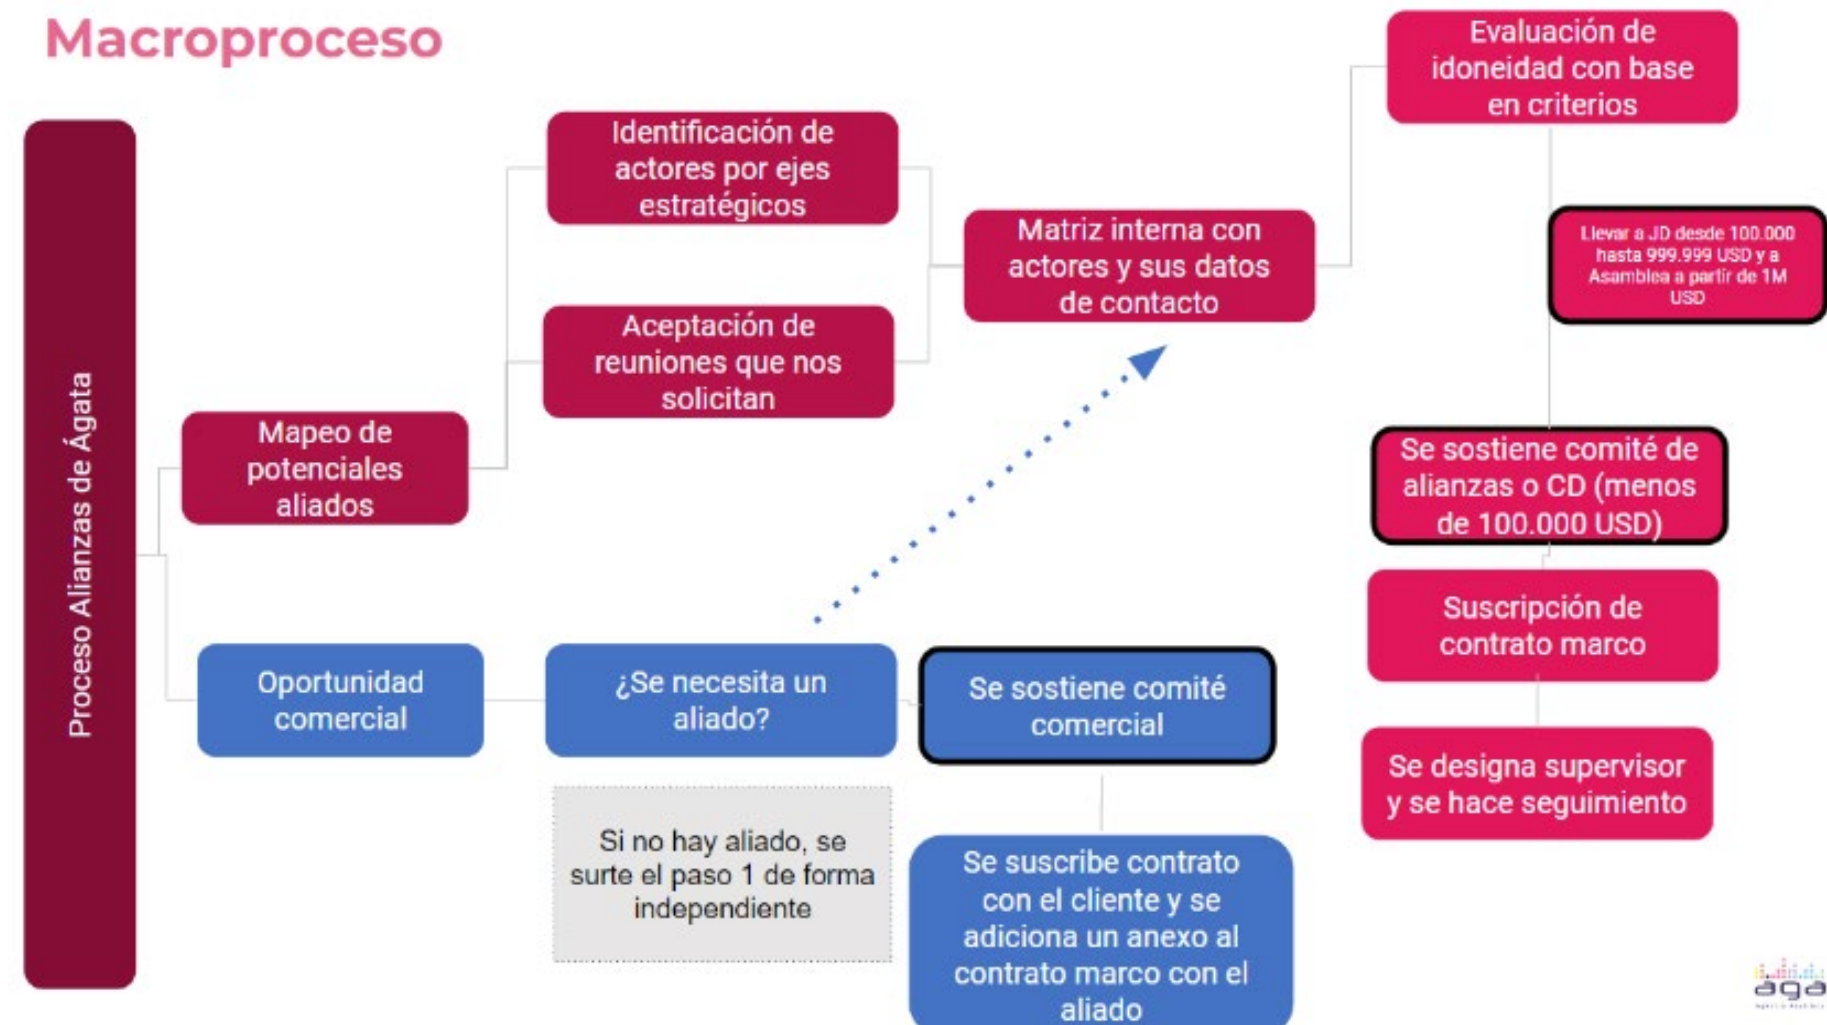 Macroproceso
Proceso Alianzas de Ágata
Mapeo de
potenciales
aliados
Identificación de
actores por ejes
estratégicos
Aceptación de
reuniones que nos
solicitan
Matriz interna con
actores y sus datos
de contacto
Evaluación de
idoneidad con base
en criterios
Llevar a JD desde 100.000
hasta 999.999 USD y a
Asamblea a partir de 1M
USD
Se sostiene comité de
alianzas o CD (menos
de 100.000 USD)
Suscripción de
contrato marco
Se designa supervisor
y se hace seguimiento
Oportunidad
comercial
¿Se necesita un
aliado?
Si no hay aliado, se
surte el paso 1 de forma
independiente
Se sostiene comité
comercial
Se suscribe contrato
con el cliente y se
adiciona un anexo al
contrato marco con el
aliado